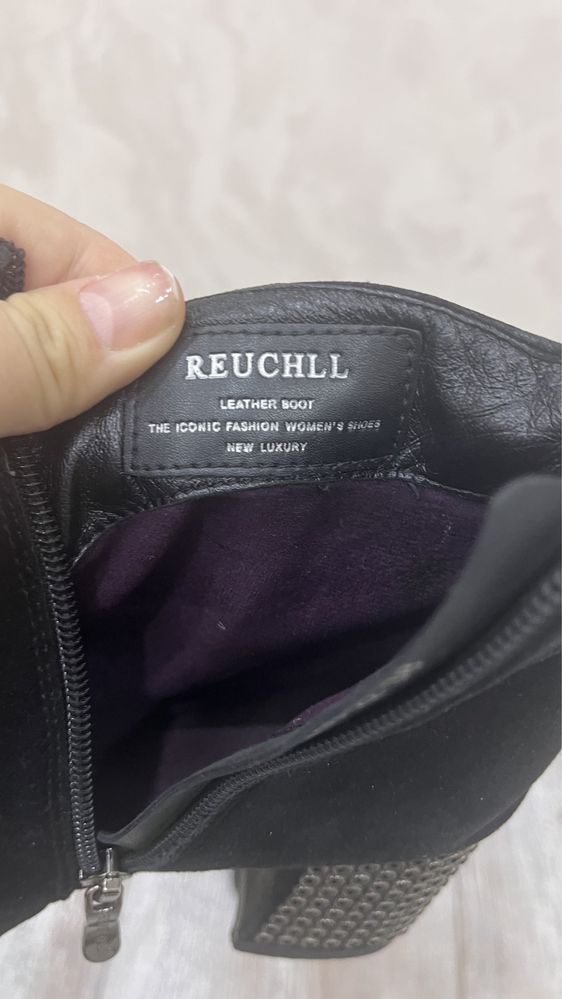 REUCHLL
LEATHER BOOT
THE ICONIC FASHION WOMEN'S SHOES
NEW LUXURY